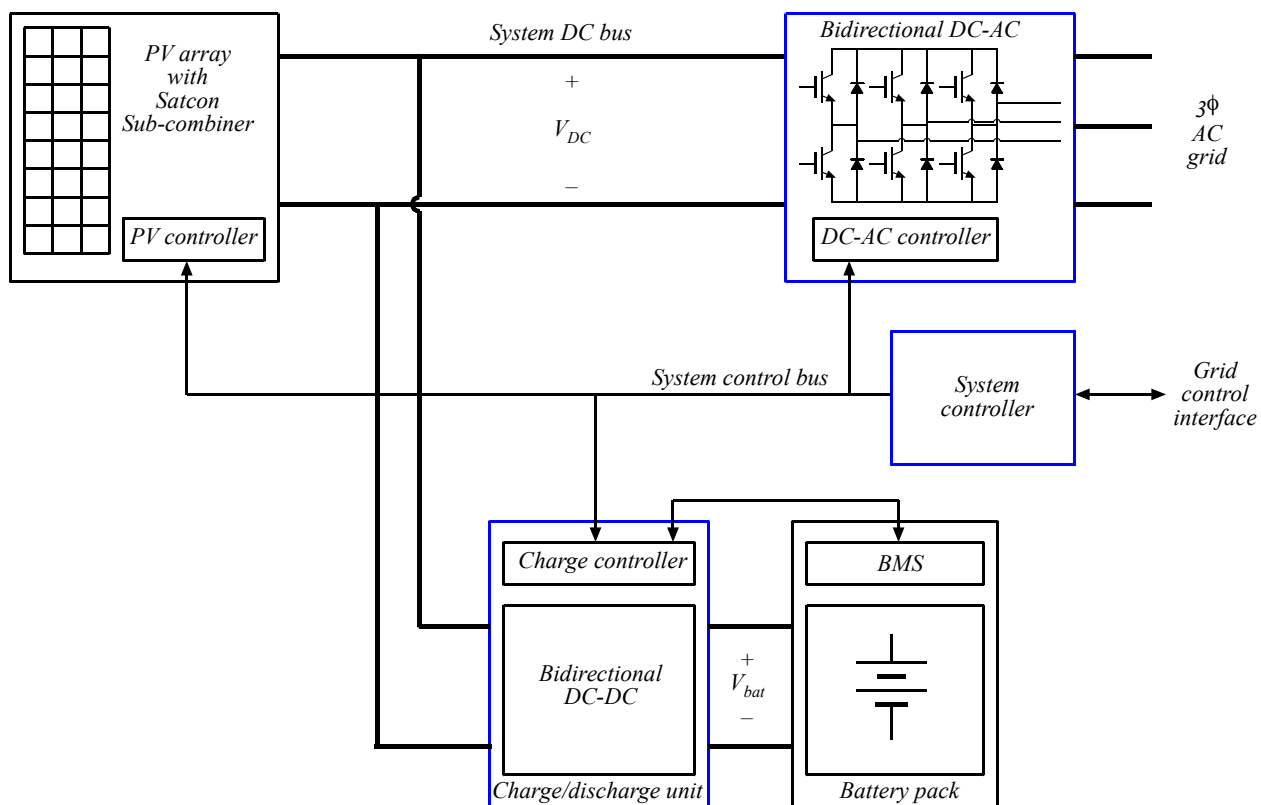 PV array
with
Satcon
Sub-combiner
PV controller
System DC bus
+
V_DC
–
Bidirectional DC-AC
DC-AC controller
3ϕ
AC
grid
System control bus
System
controller
Grid
control
interface
Charge controller
Bidirectional
DC-DC
Charge/discharge unit
+
V_bat
–
BMS
Battery pack